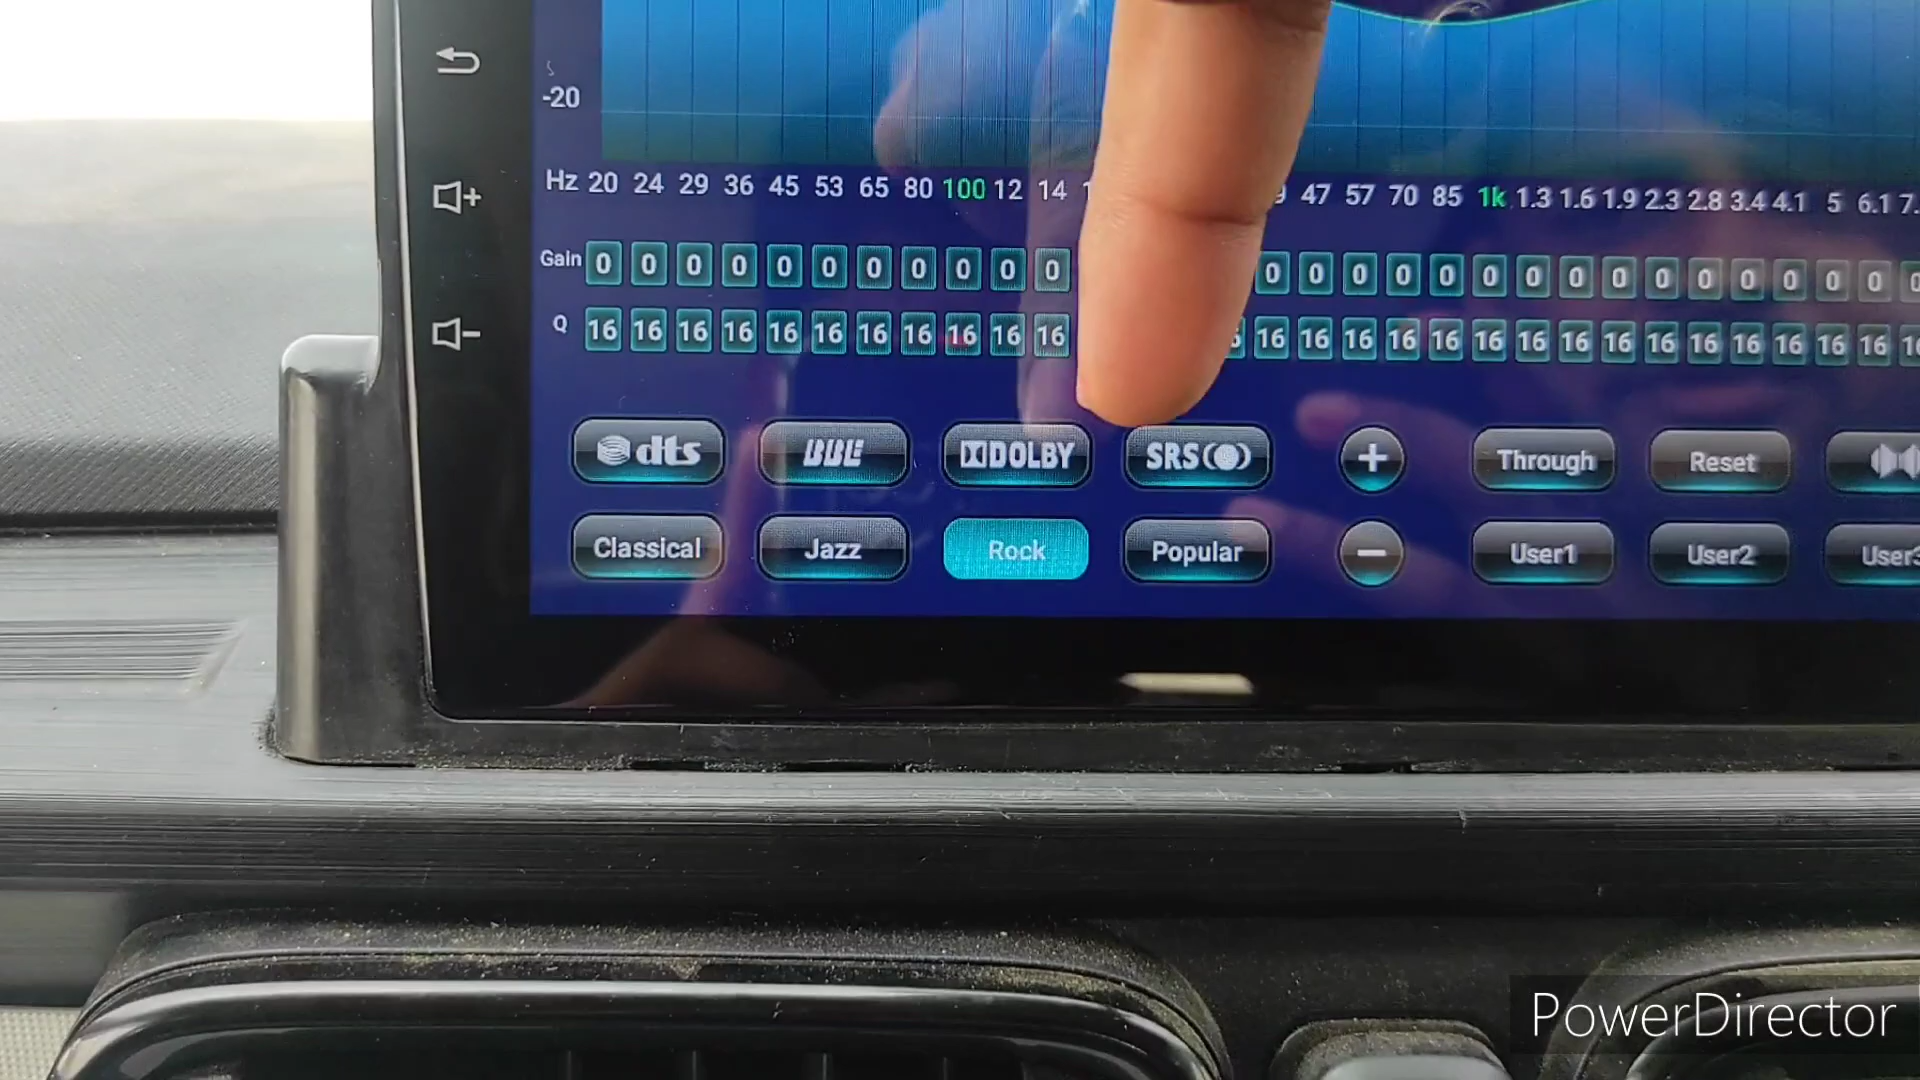 -20
Hz 20 24 29 36 45 53 65 80 100 12 14 47 57 70 85 1k 1.3 1.6 1.9 2.3 2.8 3.4 4.1 5 6.1
Gain 0 0 0 0 0 0 0 0 0 0 0 0 0 0 0 0 0 0 0 0 0 0 0 0 0 0
Q 16 16 16 16 16 16 16 16 16 16 16 16 16 16 16 16 16 16 16 16 16 16 16 16 16
dts BBE DOLBY SRS + Through Reset
Classical Jazz Rock Popular - User1 User2 User3
PowerDirector